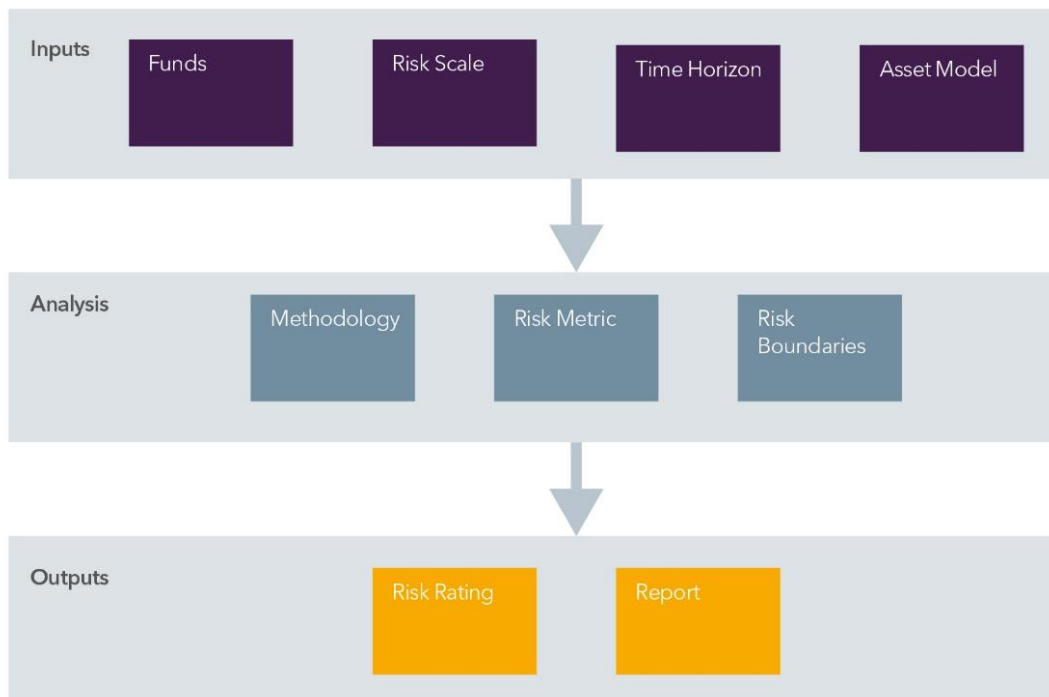 Inputs
Funds
Risk Scale
Time Horizon
Asset Model
Analysis
Methodology
Risk Metric
Risk
Boundaries
Outputs
Risk Rating
Report